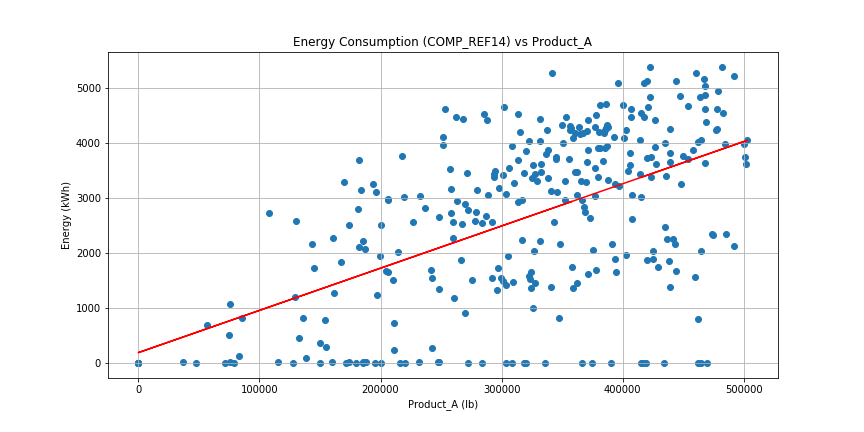 Energy Consumption (COMP_REF14) vs Product_A
5000
4000
3000
2000
1000
0
Energy (kWh)
0 100000 200000 300000 400000 500000
Product_A (lb)